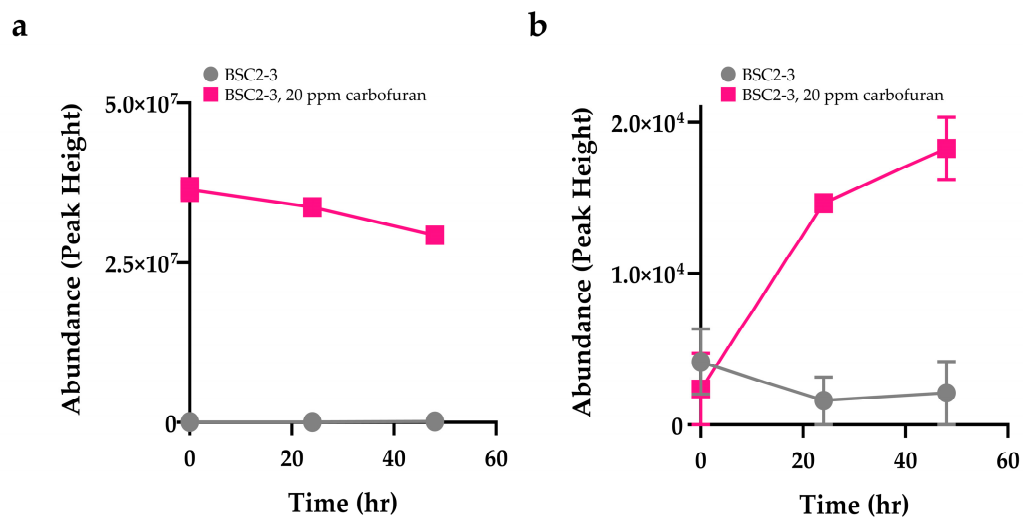 a
BSC2-3
BSC2-3, 20 ppm carbofuran
Abundance (Peak Height)
5.0×10⁷
2.5×10⁷
0
0 20 40 60
Time (hr)
b
BSC2-3
BSC2-3, 20 ppm carbofuran
Abundance (Peak Height)
2.0×10⁴
1.0×10⁴
0
0 20 40 60
Time (hr)